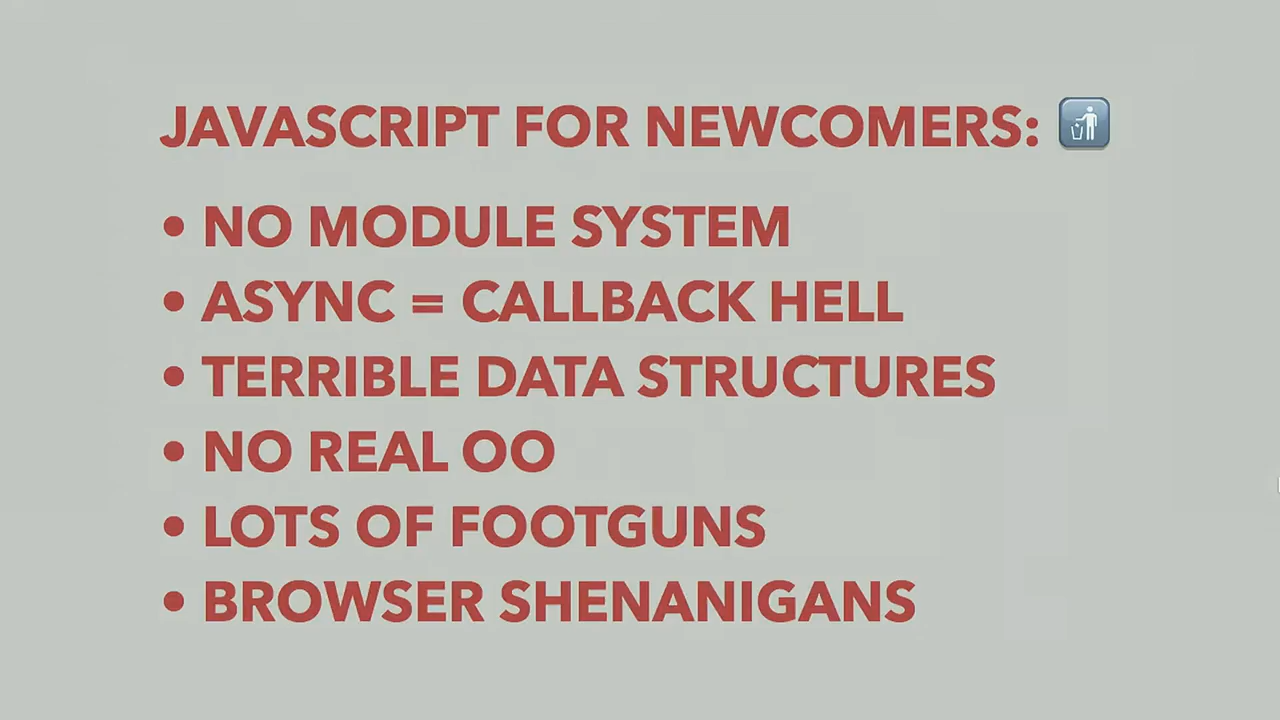 JAVASCRIPT FOR NEWCOMERS: 🚮
• NO MODULE SYSTEM
• ASYNC = CALLBACK HELL
• TERRIBLE DATA STRUCTURES
• NO REAL OO
• LOTS OF FOOTGUNS
• BROWSER SHENANIGANS